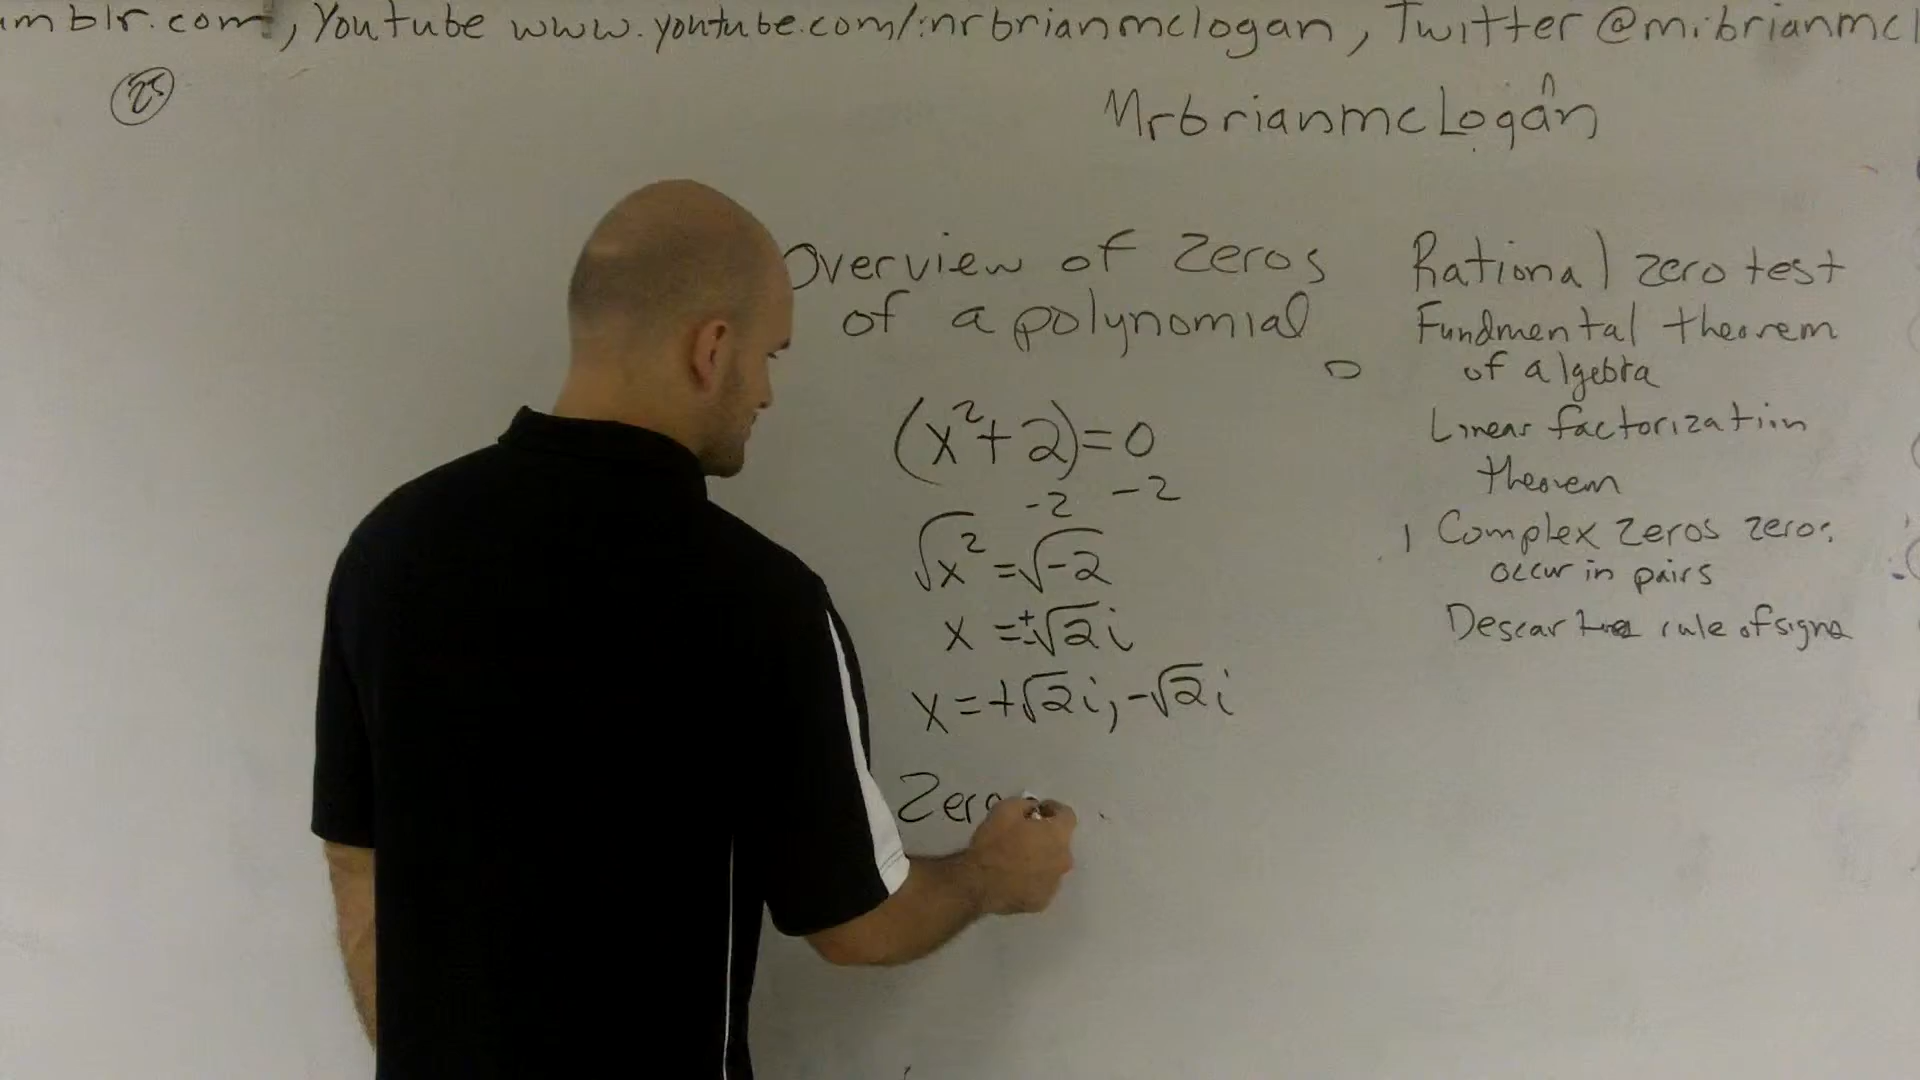 mblr.com, Youtube www.youtube.com/mrbrianmclogan, Twitter @mrbrianmcl
25
MrbrianmcLogan
Overview of Zeros
of a polynomial
(x²+2)=0
-2 -2
√x²=√-2
x=±√2i
x=+√2i,-√2i
Zero
Rational zero test
Fundmental theorem
of algebra
Linear factorization
theorem
Complex Zeros zeros
occur in pairs
rule of signs